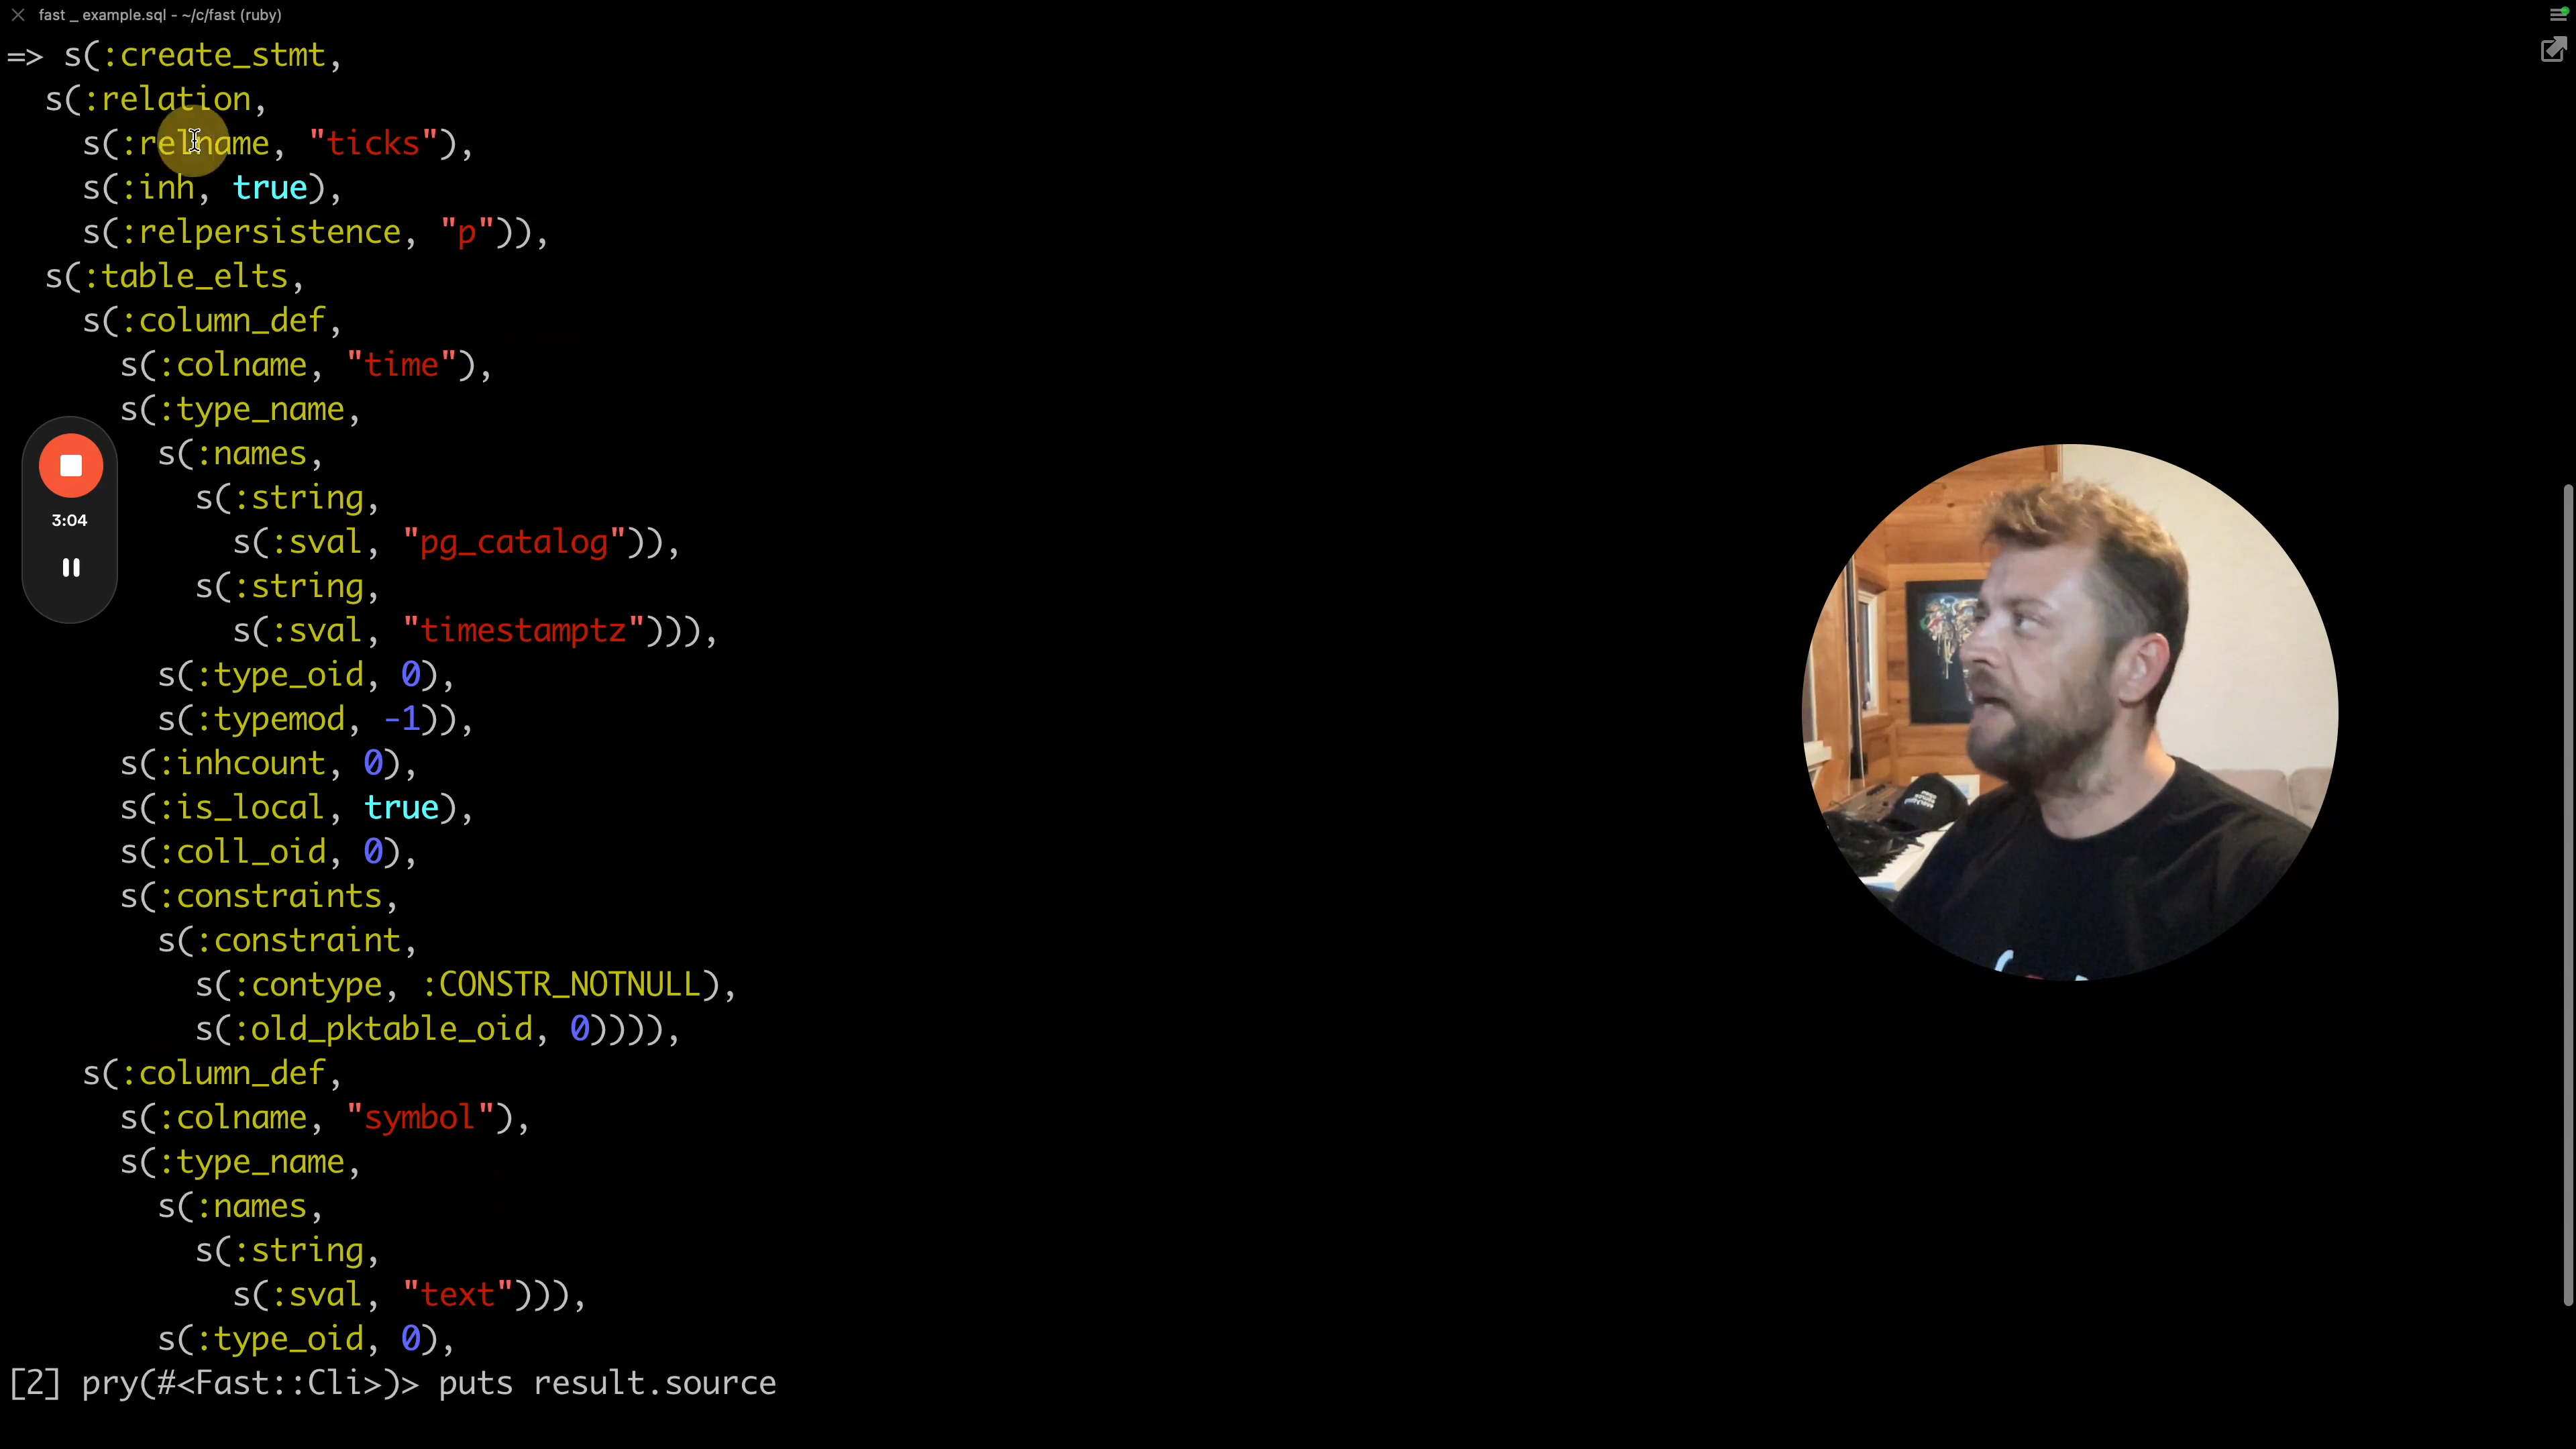 fast _ example.sql - ~/c/fast (ruby)
=> s(:create_stmt,
s(:relation,
s(:relname, "ticks"),
s(:inh, true),
s(:relpersistence, "p")),
s(:table_elts,
s(:column_def,
s(:colname, "time"),
s(:type_name,
s(:names,
s(:string,
s(:sval, "pg_catalog")),
s(:string,
s(:sval, "timestamptz"))),
s(:type_oid, 0),
s(:typemod, -1)),
s(:inhcount, 0),
s(:is_local, true),
s(:coll_oid, 0),
s(:constraints,
s(:constraint,
s(:contype, :CONSTR_NOTNULL),
s(:old_pktable_oid, 0)))),
s(:column_def,
s(:colname, "symbol"),
s(:type_name,
s(:names,
s(:string,
s(:sval, "text"))),
s(:type_oid, 0),
[2] pry(#<Fast::Cli>)> puts result.source
3:04